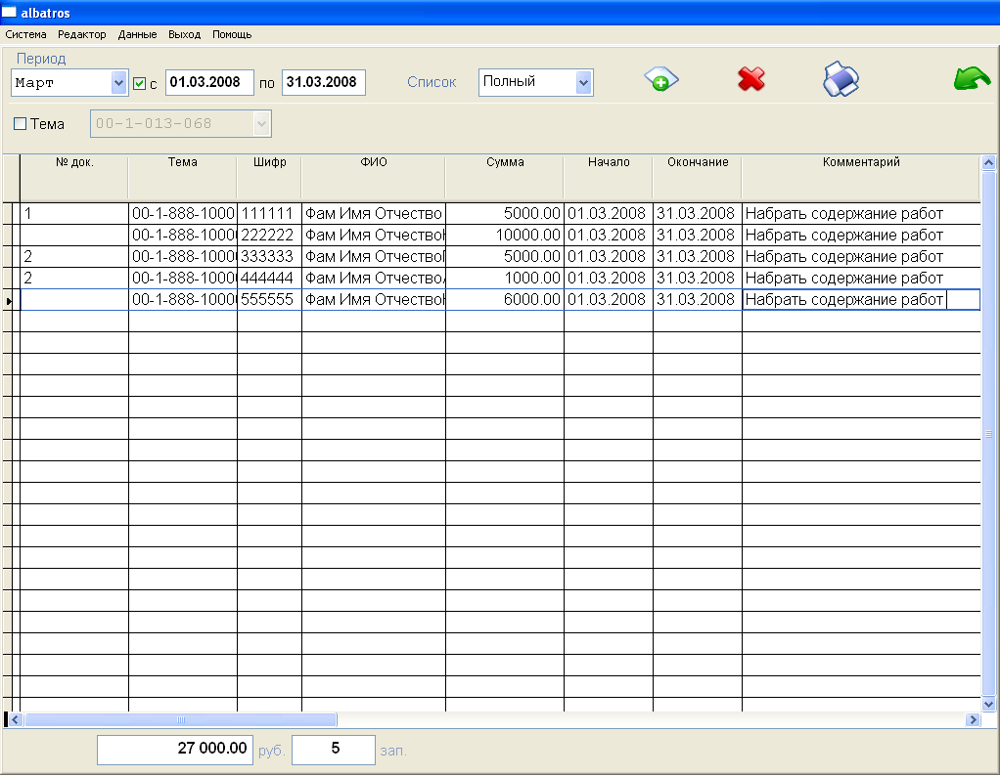 albatros
Система Редактор Данные Выход Помощь
Период
Март с 01.03.2008 по 31.03.2008 Список Полный
Тема 00-1-013-068
№ док. Тема Шифр ФИО Сумма Начало Окончание Комментарий
1 00-1-888-1000 111111 Фам Имя Отчество 5000.00 01.03.2008 31.03.2008 Набрать содержание работ
00-1-888-1000 222222 Фам Имя Отчество 10000.00 01.03.2008 31.03.2008 Набрать содержание работ
2 00-1-888-1000 333333 Фам Имя Отчество 5000.00 01.03.2008 31.03.2008 Набрать содержание работ
2 00-1-888-1000 444444 Фам Имя Отчество 1000.00 01.03.2008 31.03.2008 Набрать содержание работ
00-1-888-1000 555555 Фам Имя Отчество 6000.00 01.03.2008 31.03.2008 Набрать содержание работ
27 000.00 руб. 5 зап.